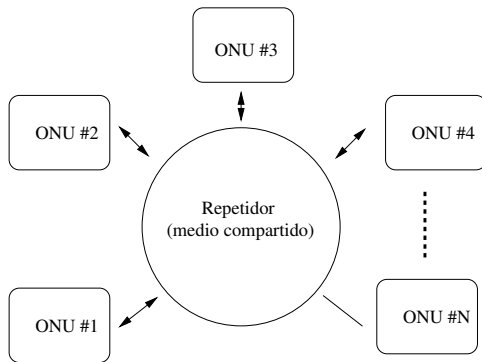 ONU #3
ONU #2
ONU #4
Repetidor
(medio compartido)
ONU #1
ONU #N